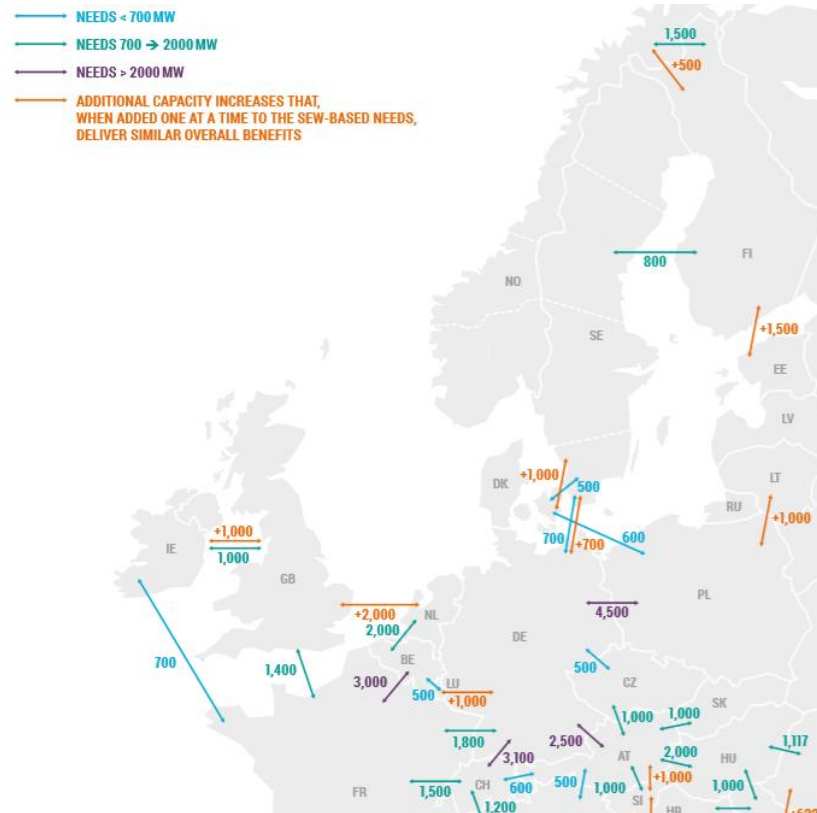 NEEDS < 700 MW
NEEDS 700 → 2000 MW
NEEDS > 2000 MW
ADDITIONAL CAPACITY INCREASES THAT,
WHEN ADDED ONE AT A TIME TO THE SEW-BASED NEEDS,
DELIVER SIMILAR OVERALL BENEFITS
1,500
+500
FI
800
NO
+1,500
SE
EE
LV
+1,000
DK
500
LT
RU
+1,000
+1,000
IE
1,000
700
+700
600
GB
+2,000
NL
4,500
PL
2,000
DE
700
1,400
BE
3,000
500
LU
+1,000
500
CZ
SK
1,000
1,000
1,800
2,500
3,100
AT
2,000
HU
1,117
FR
1,500
CH
600
500
1,000
+1,000
1,000
1,200
SI
HR